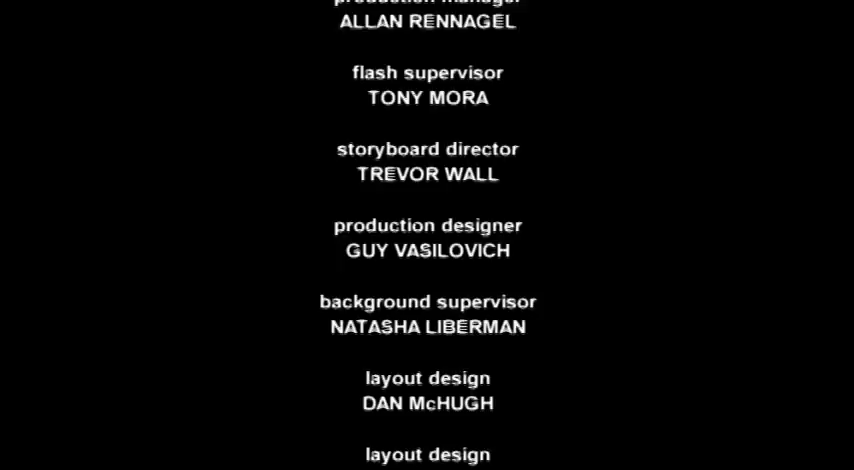 production manager
ALLAN RENNAGEL
flash supervisor
TONY MORA
storyboard director
TREVOR WALL
production designer
GUY VASILOVICH
background supervisor
NATASHA LIBERMAN
layout design
DAN McHUGH
layout design